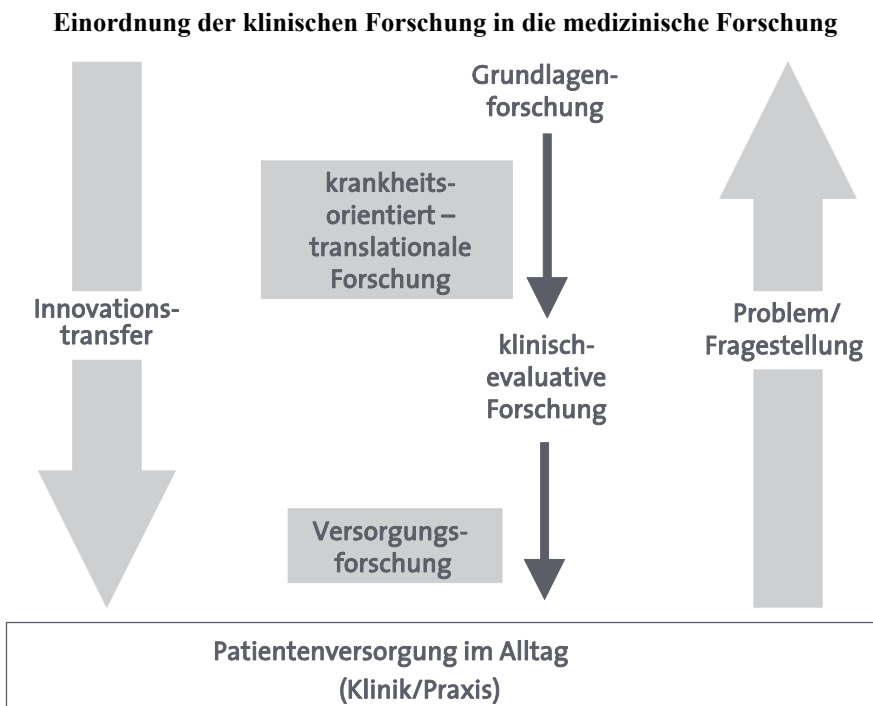 Einordnung der klinischen Forschung in die medizinische Forschung
Grundlagen-
forschung
krankheits-
orientiert –
translationale
Forschung
Innovations-
transfer
Problem/
Fragestellung
klinisch-
evaluative
Forschung
Versorgungs-
forschung
Patientenversorgung im Alltag
(Klinik/Praxis)